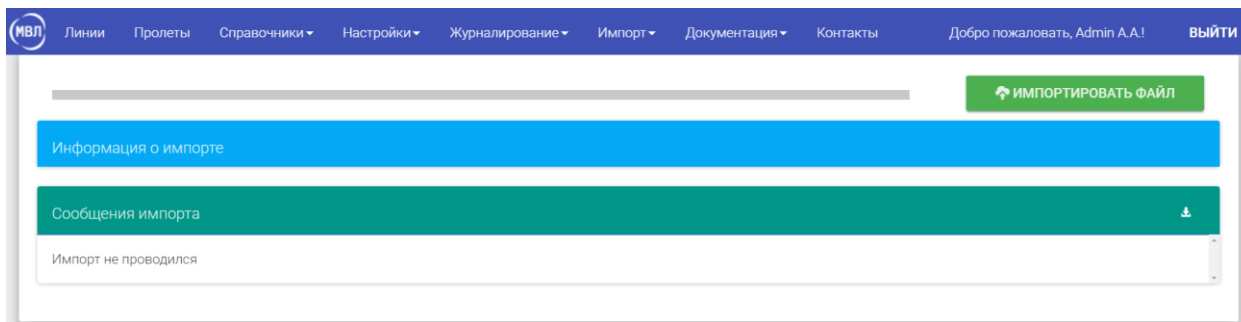 МВЛ Линии Пролеты Справочники Настройки Журналирование Импорт Документация Контакты Добро пожаловать, Admin A.A.! ВЫЙТИ
ИМПОРТИРОВАТЬ ФАЙЛ
Информация о импорте
Сообщения импорта
Импорт не проводился